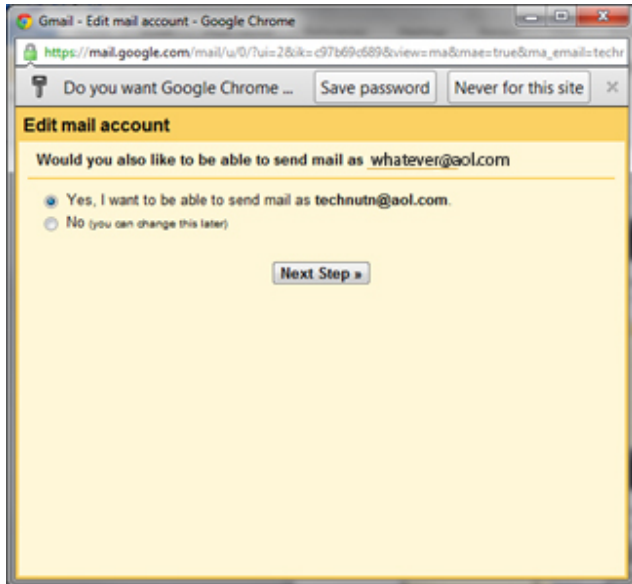 Gmail - Edit mail account - Google Chrome
https://mail.google.com/mail/u/0/?ui=2&ik=c97b69c689&view=ma&mae=true&ma_email=techr
Do you want Google Chrome ... Save password Never for this site
Edit mail account
Would you also like to be able to send mail as whatever@aol.com
Yes, I want to be able to send mail as technutn@aol.com.
No (you can change this later)
Next Step »